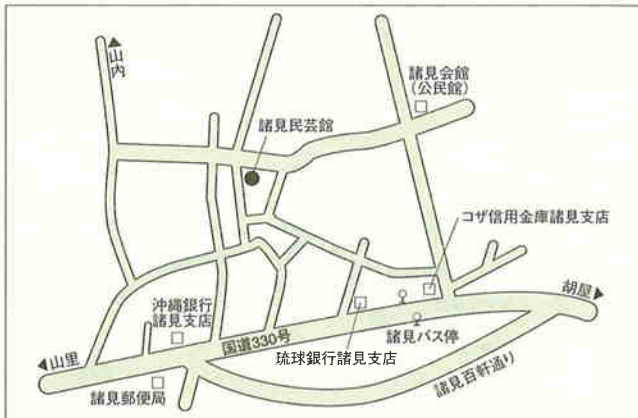 ▲山内
諸見会館
(公民館)
諸見民芸館
コザ信用金庫諸見支店
胡屋▶
沖縄銀行
諸見支店
国道330号
諸見バス停
琉球銀行諸見支店
◀山里
諸見百軒通り
諸見郵便局